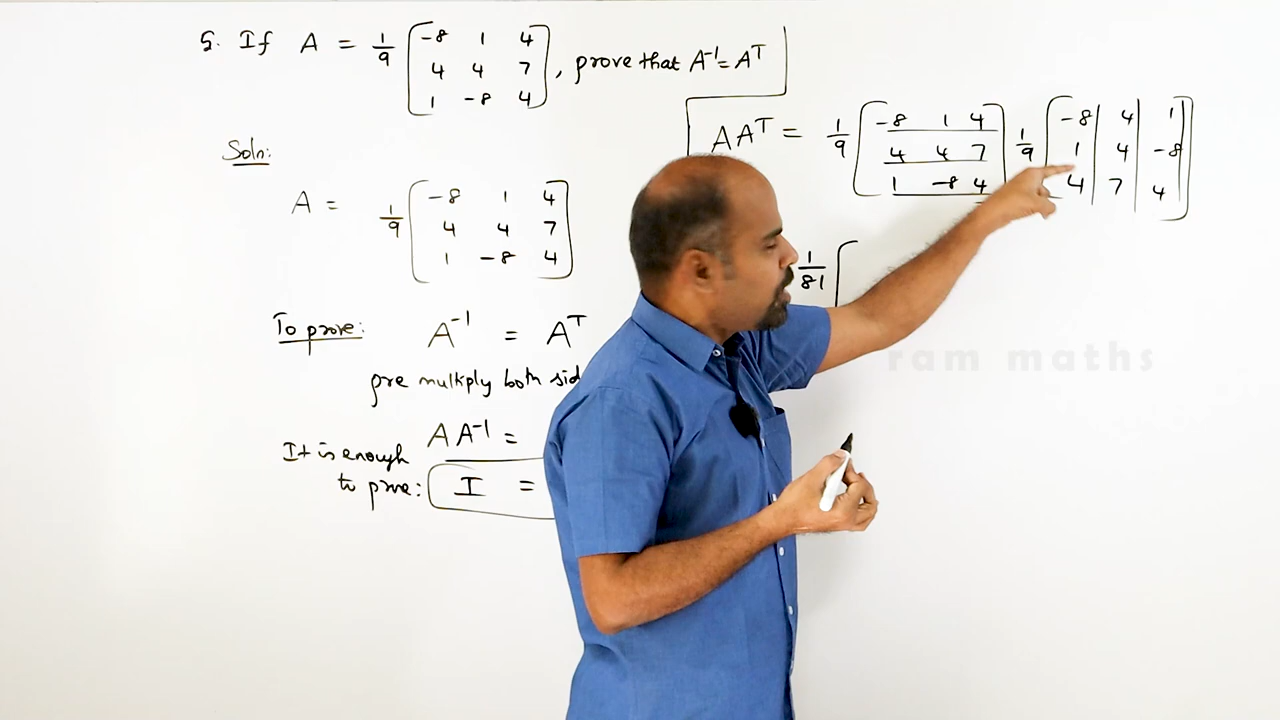 5. If A = 1/9 [-8 1 4
4 4 7
1 -8 4], prove that A⁻¹ = Aᵀ
Soln:
A = 1/9 [-8 1 4
4 4 7
1 -8 4]
To prove: A⁻¹ = Aᵀ
pre multiply both sid
AA⁻¹ =
It is enough
to prove: I =
AAᵀ = 1/9 [-8 1 4
4 4 7
1 -8 4] 1/9 [-8 4 1
1 4 -8
4 7 4]
1/81 [
ram maths